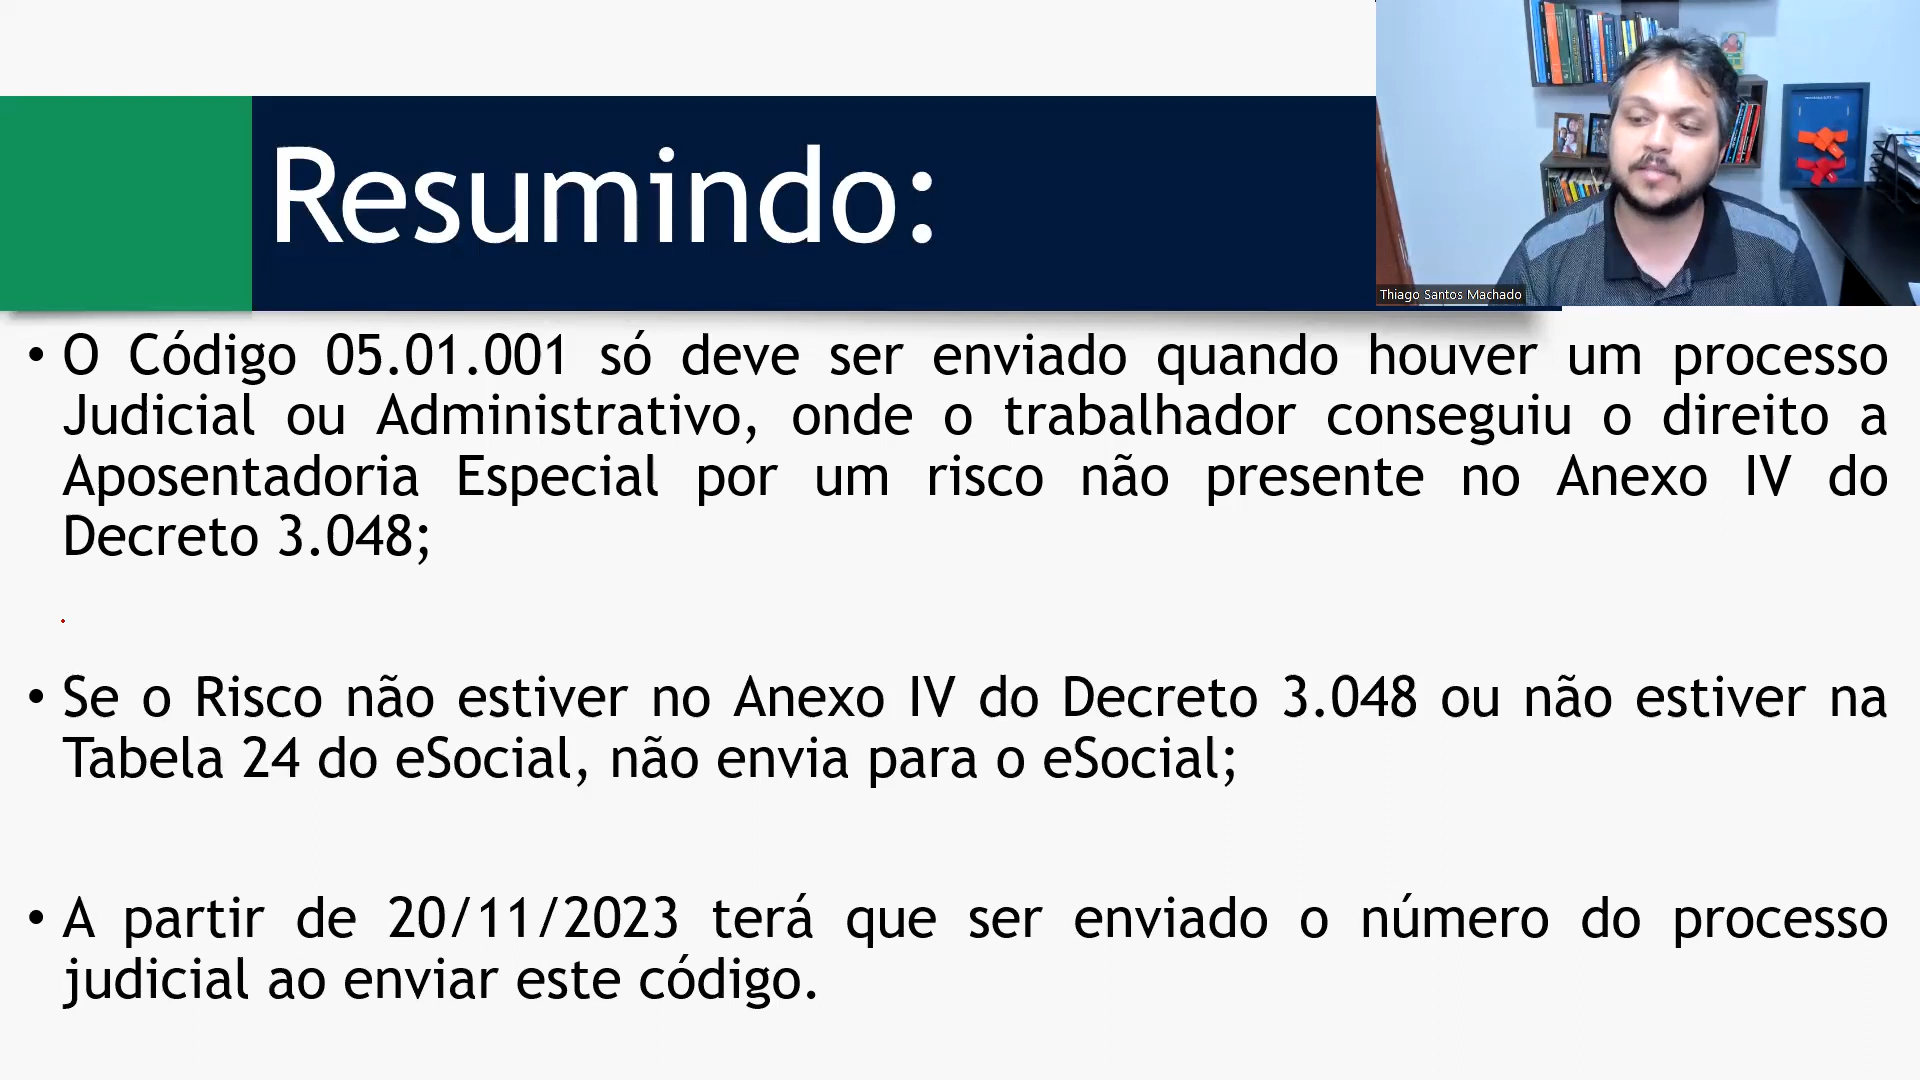 Resumindo:
Thiago Santos Machado
• O Código 05.01.001 só deve ser enviado quando houver um processo
Judicial ou Administrativo, onde o trabalhador conseguiu o direito a
Aposentadoria Especial por um risco não presente no Anexo IV do
Decreto 3.048;
• Se o Risco não estiver no Anexo IV do Decreto 3.048 ou não estiver na
Tabela 24 do eSocial, não envia para o eSocial;
• A partir de 20/11/2023 terá que ser enviado o número do processo
judicial ao enviar este código.